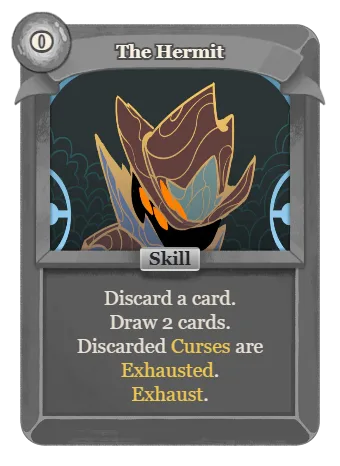 0
The Hermit
Skill
Discard a card.
Draw 2 cards.
Discarded Curses are
Exhausted.
Exhaust.